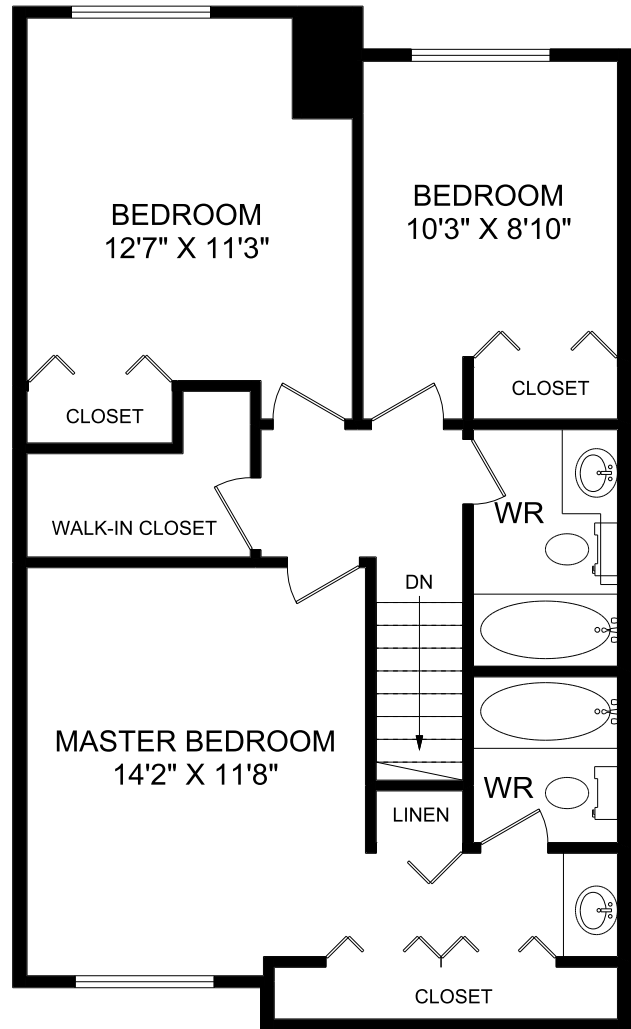 BEDROOM
12'7" X 11'3"
BEDROOM
10'3" X 8'10"
CLOSET
CLOSET
WALK-IN CLOSET
WR
DN
MASTER BEDROOM
14'2" X 11'8"
WR
LINEN
CLOSET